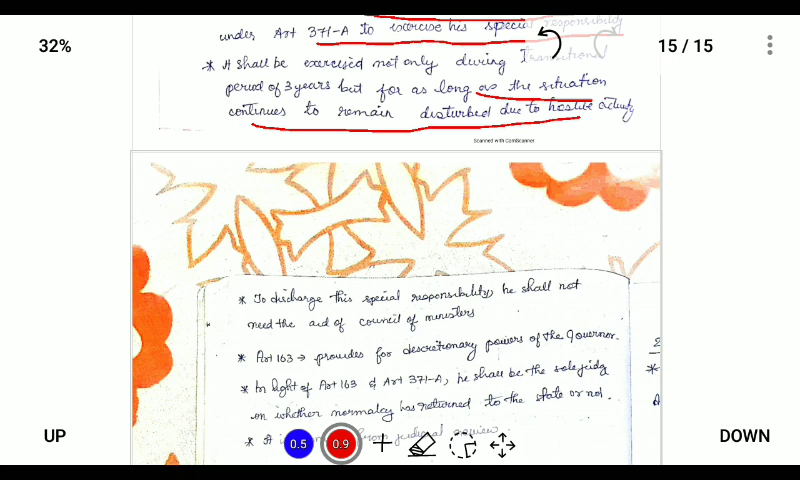 under Art 371-A to exercise his special responsibility
32%
15 / 15
* It shall be exercised not only during Transitional
period of 3 years but for as long as the situation
continues to remain disturbed due to hostile activity
Scanned with CamScanner
* To discharge this special responsibility, he shall not
need the aid of council of ministers
* Art 163 → provides for discretionary powers of the Governor.
* In light of Art 163 & Art 371-A, he shall be the sole judg
on whether normalcy has returned to the state or not.
UP
DOWN
* from judicial review
0.5
0.9